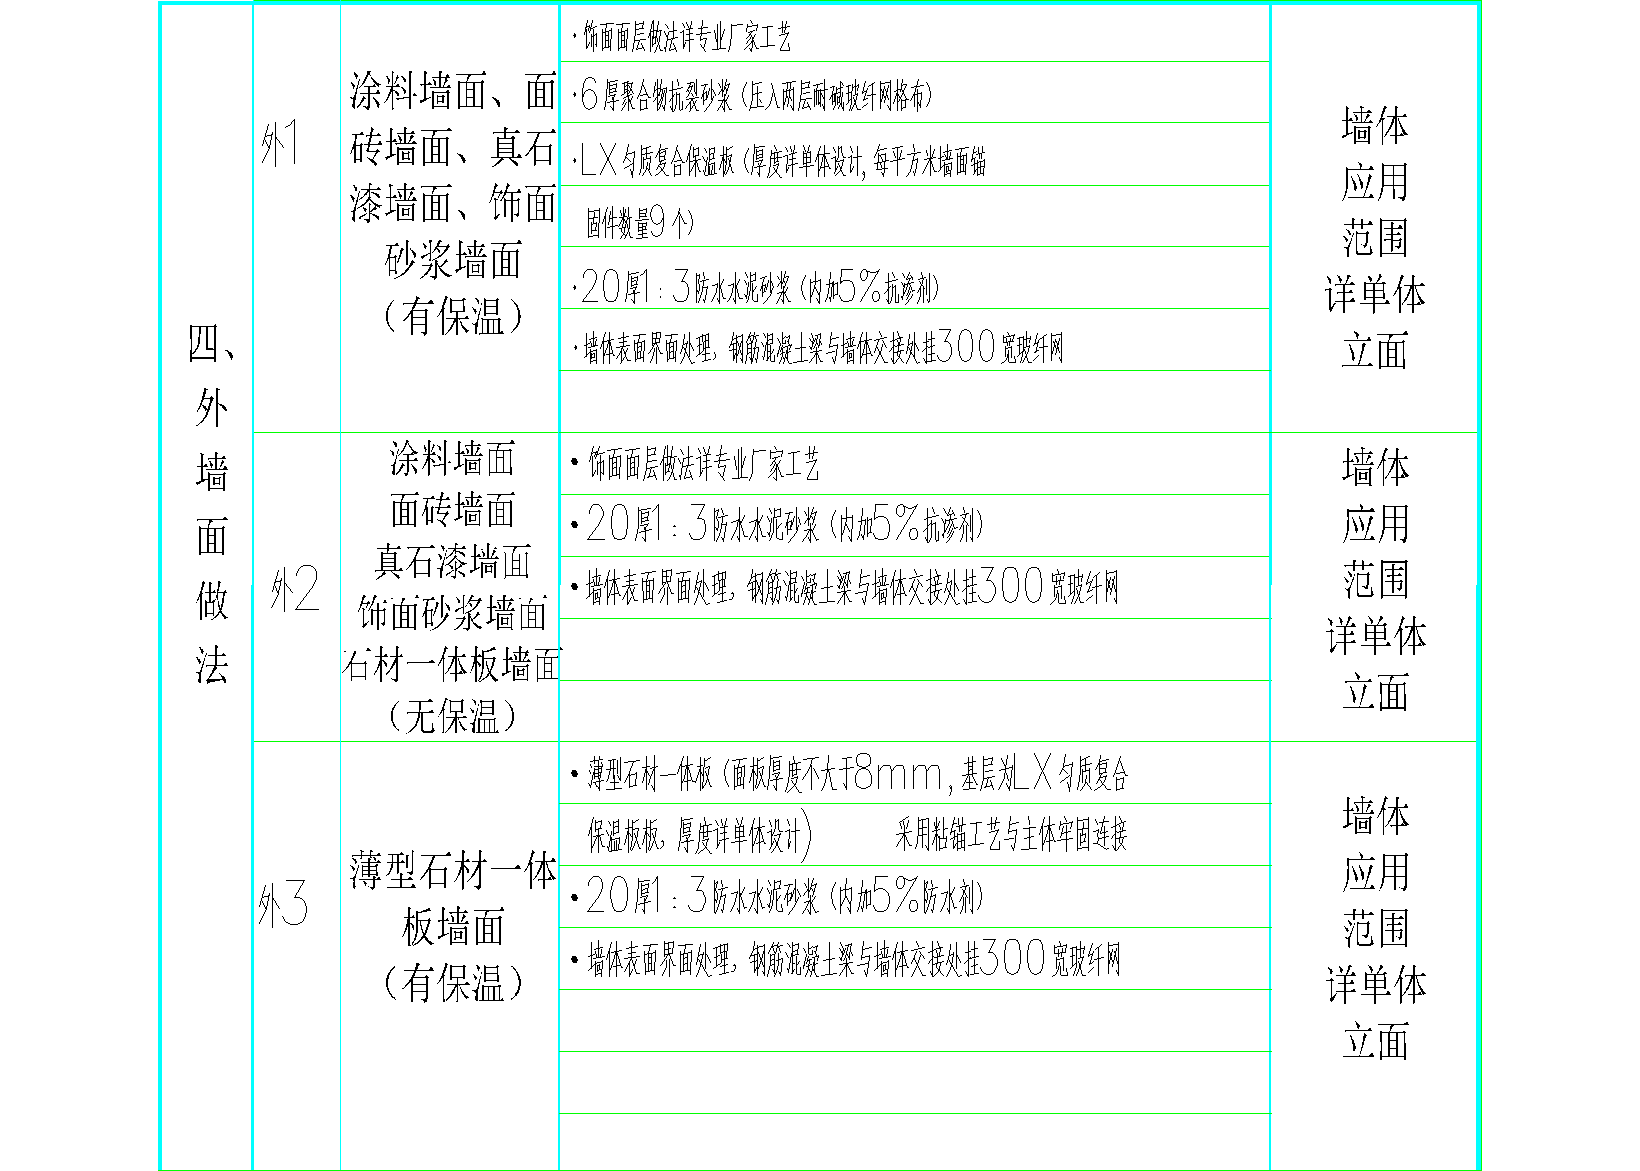 四、
外
墙
面
做
法
外1
涂料墙面、面
砖墙面、真石
漆墙面、饰面
砂浆墙面
（有保温）
·饰面面层做法详专业厂家工艺
·6厚聚合物抗裂砂浆（压入两层耐碱玻纤网格布）
·LX匀质复合保温板（厚度详单体设计,每平方米墙面锚
固件数量9个）
·20厚1:3防水水泥砂浆（内加5%抗渗剂）
·墙体表面界面处理，钢筋混凝土梁与墙体交接处挂300宽玻纤网
墙体
应用
范围
详单体
立面
外2
涂料墙面
面砖墙面
真石漆墙面
饰面砂浆墙面
石材一体板墙面
（无保温）
•饰面面层做法详专业厂家工艺
•20厚1:3防水水泥砂浆（内加5%抗渗剂）
•墙体表面界面处理，钢筋混凝土梁与墙体交接处挂300宽玻纤网
墙体
应用
范围
详单体
立面
外3
薄型石材一体
板墙面
（有保温）
•薄型石材一体板（面板厚度不大于8mm,基层为LX匀质复合
保温板板，厚度详单体设计) 采用粘锚工艺与主体牢固连接
•20厚1:3防水水泥砂浆（内加5%防水剂）
•墙体表面界面处理，钢筋混凝土梁与墙体交接处挂300宽玻纤网
墙体
应用
范围
详单体
立面